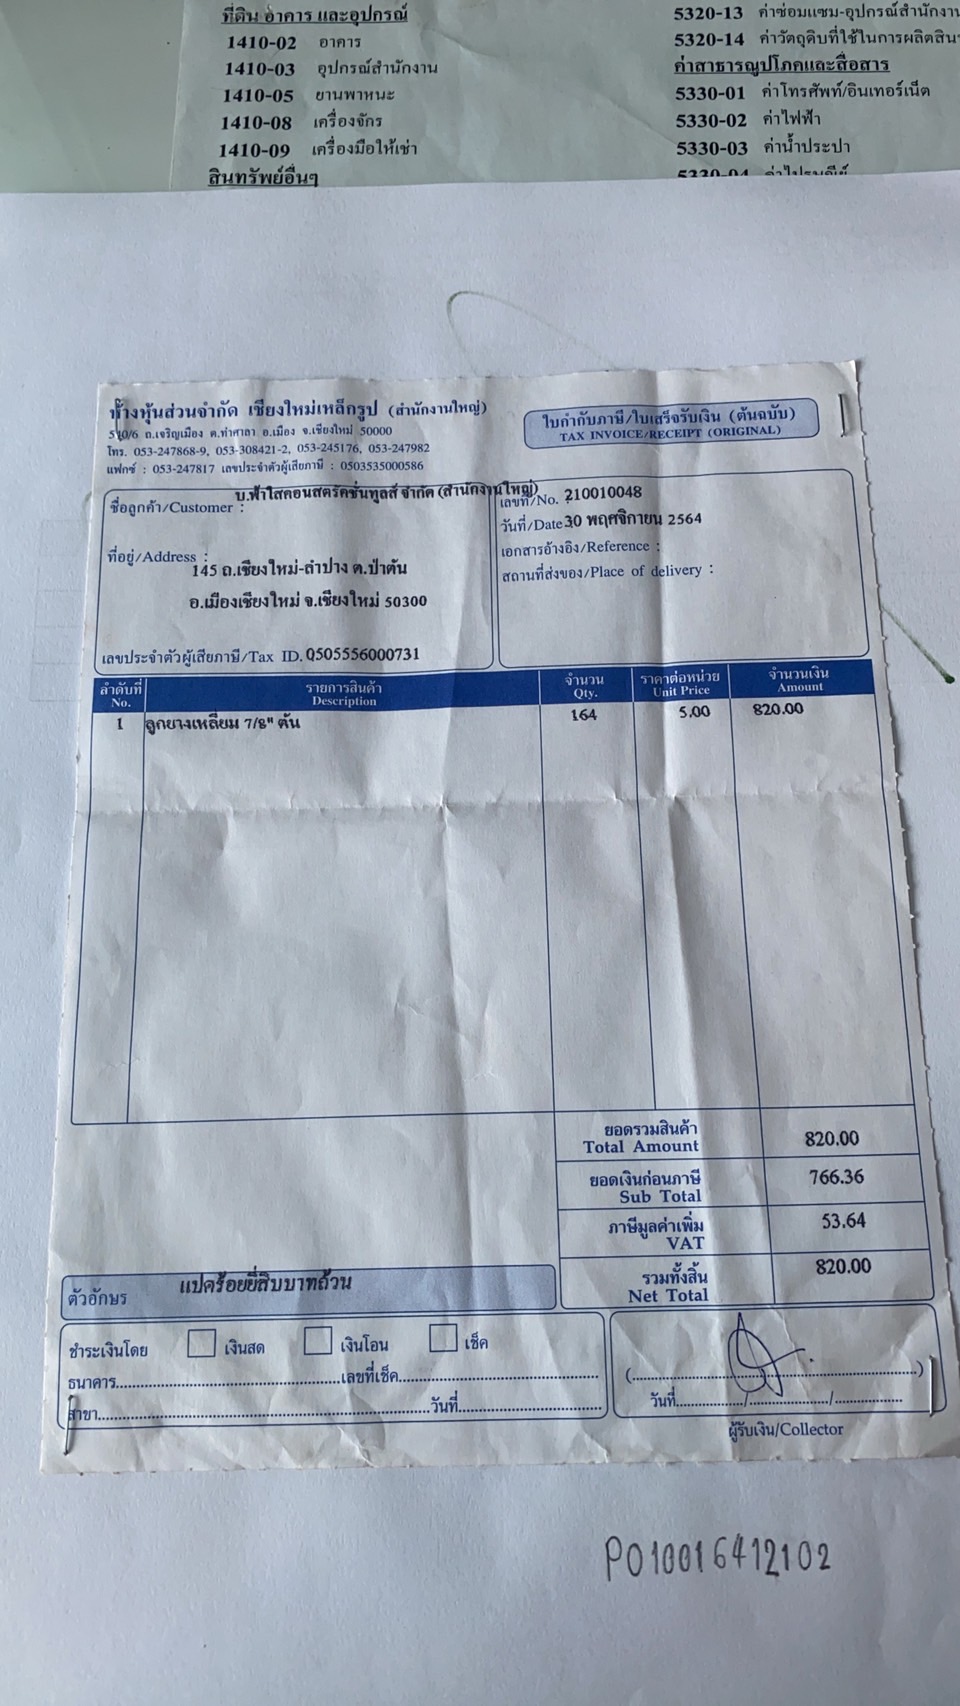 ที่ดิน อาคาร และอุปกรณ์
1410-02 อาคาร
1410-03 อุปกรณ์สำนักงาน
1410-05 ยานพาหนะ
1410-08 เครื่องจักร
1410-09 เครื่องมือให้เช่า
สินทรัพย์อื่นๆ
5320-13 ค่าซ่อมแซม-อุปกรณ์สำนักงาน
5320-14 ค่าวัตถุดิบที่ใช้ในการผลิตสิน
ค่าสาธารณูปโภคและสื่อสาร
5330-01 ค่าโทรศัพท์/อินเทอร์เน็ต
5330-02 ค่าไฟฟ้า
5330-03 ค่าน้ำประปา
5330-04 ค่าไปรษณีย์
ห้างหุ้นส่วนจำกัด เชียงใหม่เหล็กรูป (สำนักงานใหญ่)
ถ.เจริญเมือง ต.ท่าศาลา อ.เมือง จ.เชียงใหม่ 50000
โทร. 053-247868-9, 053-308421-2, 053-245176, 053-247982
แฟกซ์ : 053-247817 เลขประจำตัวผู้เสียภาษี : 0503535000586
ใบกำกับภาษี/ใบเสร็จรับเงิน (ต้นฉบับ)
TAX INVOICE/RECEIPT (ORIGINAL)
บ.ฟ้าใสคอนสตรัคชั่นทูลส์ จำกัด (สำนักงานใหญ่)
ชื่อลูกค้า/Customer :
ที่อยู่/Address :
145 ถ.เชียงใหม่-ลำปาง ต.ป่าตัน
อ.เมืองเชียงใหม่ จ.เชียงใหม่ 50300
เลขประจำตัวผู้เสียภาษี/Tax ID. 0505556000731
เลขที่/No. 210010048
วันที่/Date 30 พฤศจิกายน 2564
เอกสารอ้างอิง/Reference :
สถานที่ส่งของ/Place of delivery :
ลำดับที่ รายการสินค้า จำนวน ราคาต่อหน่วย จำนวนเงิน
No. Description Qty. Unit Price Amount
1 ลูกยางเหลี่ยม 7/8" ตัน 164 5.00 820.00
ยอดรวมสินค้า
Total Amount 820.00
ยอดเงินก่อนภาษี
Sub Total 766.36
ภาษีมูลค่าเพิ่ม
VAT 53.64
รวมทั้งสิ้น
Net Total 820.00
ตัวอักษร แปดร้อยยี่สิบบาทถ้วน
ชำระเงินโดย เงินสด เงินโอน เช็ค
ธนาคาร....................เลขที่เช็ค....................
สาขา....................วันที่....................
(....................)
วันที่........../........../..........
ผู้รับเงิน/Collector
PO10016412102